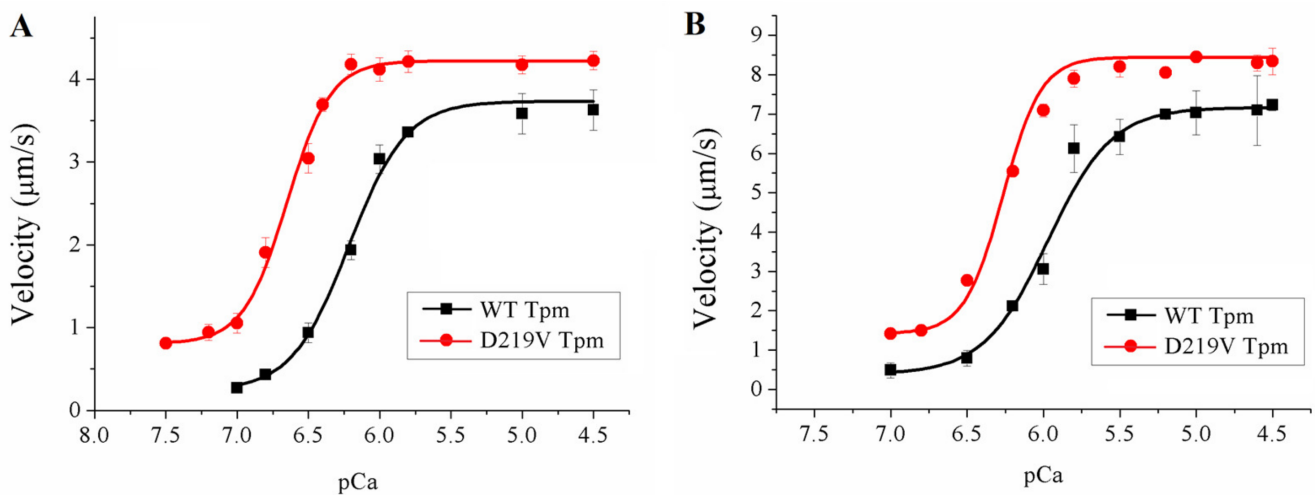 A
Velocity (μm/s)
5
4
3
2
1
0
8.0 7.5 7.0 6.5 6.0 5.5 5.0 4.5
pCa
WT Tpm
D219V Tpm
B
Velocity (μm/s)
9
8
7
6
5
4
3
2
1
0
7.5 7.0 6.5 6.0 5.5 5.0 4.5
pCa
WT Tpm
D219V Tpm